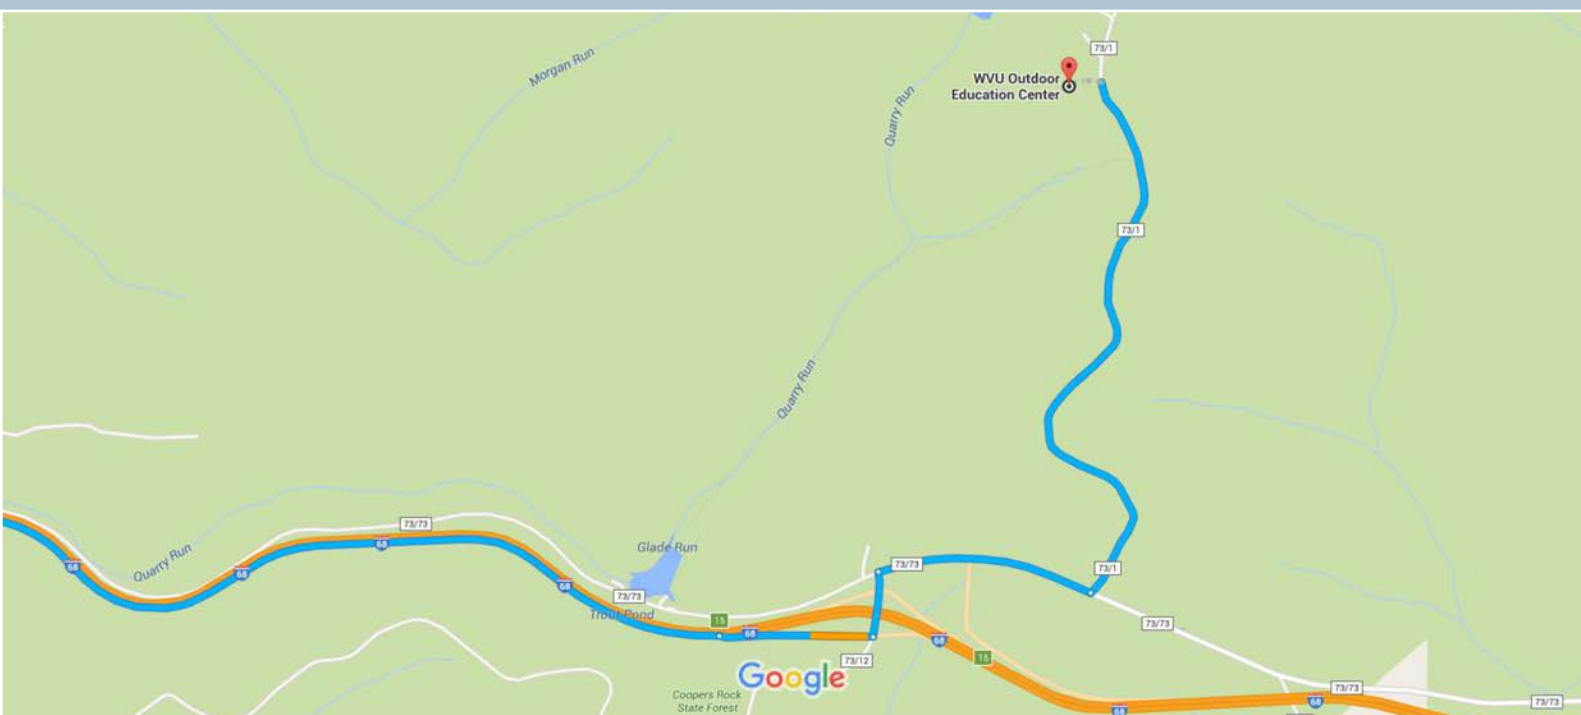 73/1
Morgan Run
WVU Outdoor
Education Center
Quarry Run
73/1
Quarry Run
73/73
Glade Run
68
Quarry Run
68
68
68
73/73
73/73
73/1
Trout Pond
15
68
68
73/73
73/12
15
Google
Coopers Rock
State Forest
73/73
68
73/73
68